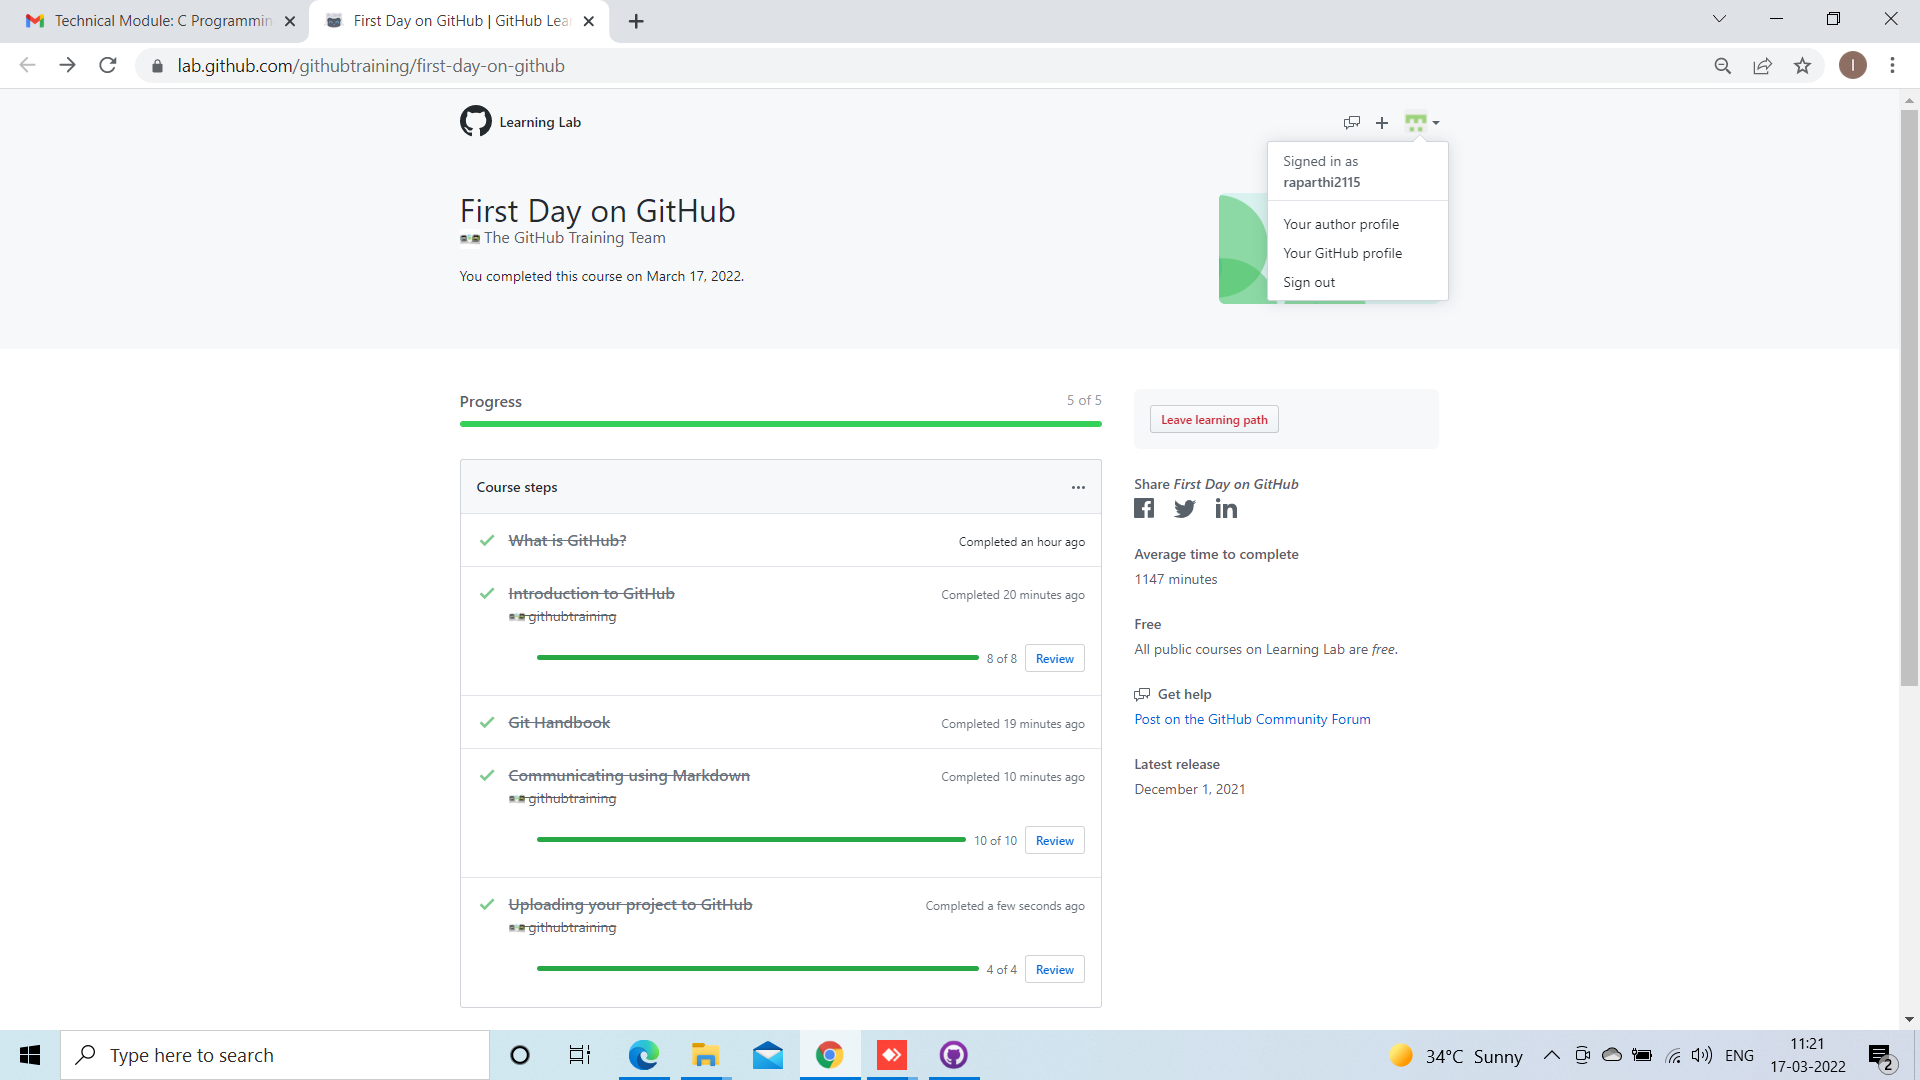 Technical Module: C Programmin
First Day on GitHub | GitHub Lea
lab.github.com/githubtraining/first-day-on-github
I
Learning Lab
Signed in as
raparthi2115
Your author profile
Your GitHub profile
Sign out
First Day on GitHub
The GitHub Training Team
You completed this course on March 17, 2022.
Progress
5 of 5
Course steps
What is GitHub?
Completed an hour ago
Introduction to GitHub
Completed 20 minutes ago
githubtraining
8 of 8
Review
Git Handbook
Completed 19 minutes ago
Communicating using Markdown
Completed 10 minutes ago
githubtraining
10 of 10
Review
Uploading your project to GitHub
Completed a few seconds ago
githubtraining
4 of 4
Review
Leave learning path
Share First Day on GitHub
Average time to complete
1147 minutes
Free
All public courses on Learning Lab are free.
Get help
Post on the GitHub Community Forum
Latest release
December 1, 2021
Type here to search
34°C Sunny
ENG
11:21
17-03-2022
2